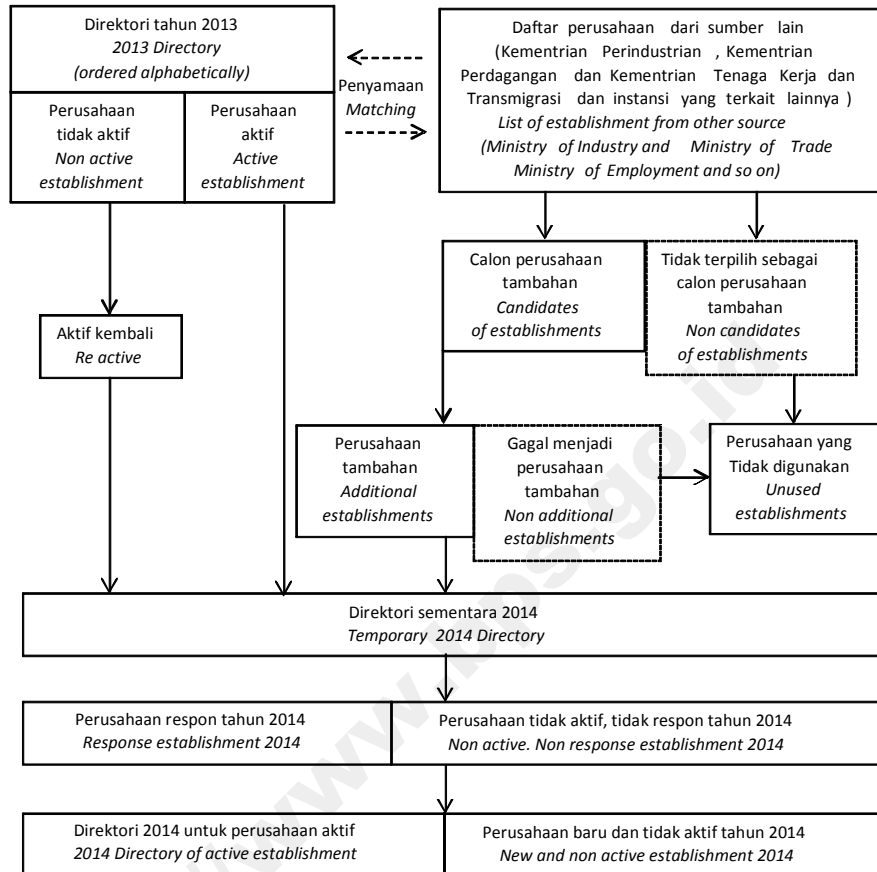 Direktori tahun 2013
2013 Directory
(ordered alphabetically)
Perusahaan
tidak aktif
Non active
establishment
Perusahaan
aktif
Active
establishment
Penyamaan
Matching
Daftar perusahaan dari sumber lain
(Kementrian Perindustrian , Kementrian
Perdagangan dan Kementrian Tenaga Kerja dan
Transmigrasi dan instansi yang terkait lainnya )
List of establishment from other source
(Ministry of Industry and Ministry of Trade
Ministry of Employment and so on)
Calon perusahaan
tambahan
Candidates
of establishments
Tidak terpilih sebagai
calon perusahaan
tambahan
Non candidates
of establishments
Aktif kembali
Re active
Perusahaan
tambahan
Additional
establishments
Gagal menjadi
perusahaan
tambahan
Non additional
establishments
Perusahaan yang
Tidak digunakan
Unused
establishments
Direktori sementara 2014
Temporary 2014 Directory
Perusahaan respon tahun 2014
Response establishment 2014
Perusahaan tidak aktif, tidak respon tahun 2014
Non active. Non response establishment 2014
Direktori 2014 untuk perusahaan aktif
2014 Directory of active establishment
Perusahaan baru dan tidak aktif tahun 2014
New and non active establishment 2014
//www.bps.go.id